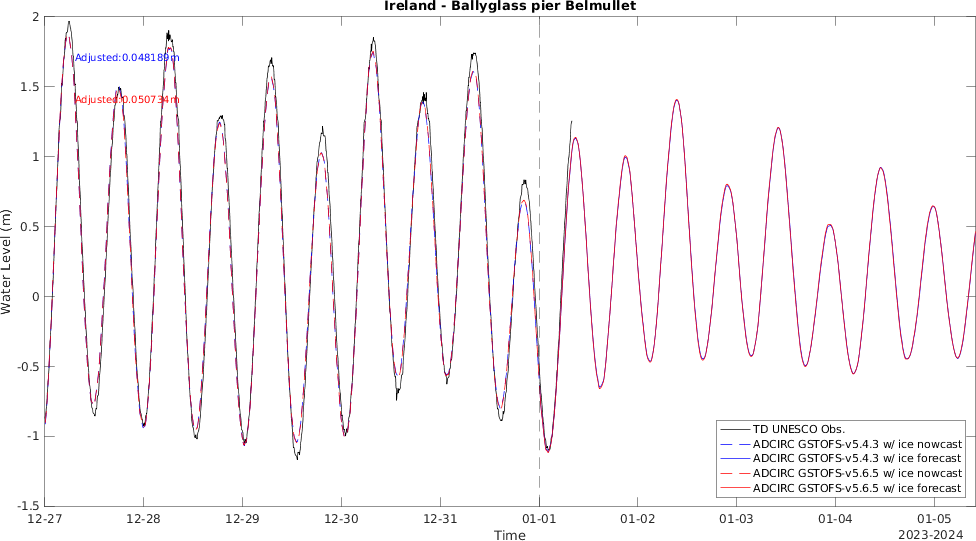 Ireland - Ballyglass pier Belmullet
2
1.5
1
0.5
0
-0.5
-1
-1.5
Water Level (m)
Adjusted:0.048189m
Adjusted:0.050734m
TD UNESCO Obs.
ADCIRC GSTOFS-v5.4.3 w/ ice nowcast
ADCIRC GSTOFS-v5.4.3 w/ ice forecast
ADCIRC GSTOFS-v5.6.5 w/ ice nowcast
ADCIRC GSTOFS-v5.6.5 w/ ice forecast
12-27 12-28 12-29 12-30 12-31 01-01 01-02 01-03 01-04 01-05
Time
2023-2024